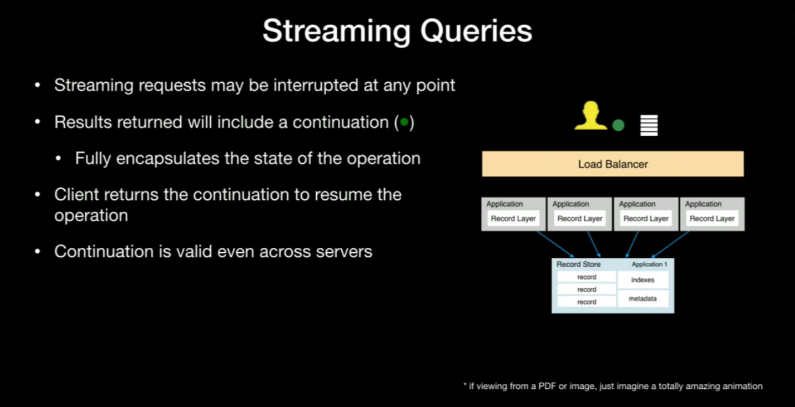 Streaming Queries
• Streaming requests may be interrupted at any point
• Results returned will include a continuation (●)
• Fully encapsulates the state of the operation
• Client returns the continuation to resume the
operation
• Continuation is valid even across servers
Load Balancer
Application Application Application Application
Record Layer Record Layer Record Layer Record Layer
Record Store Application 1
record
record
record
indexes
metadata
* if viewing from a PDF or image, just imagine a totally amazing animation